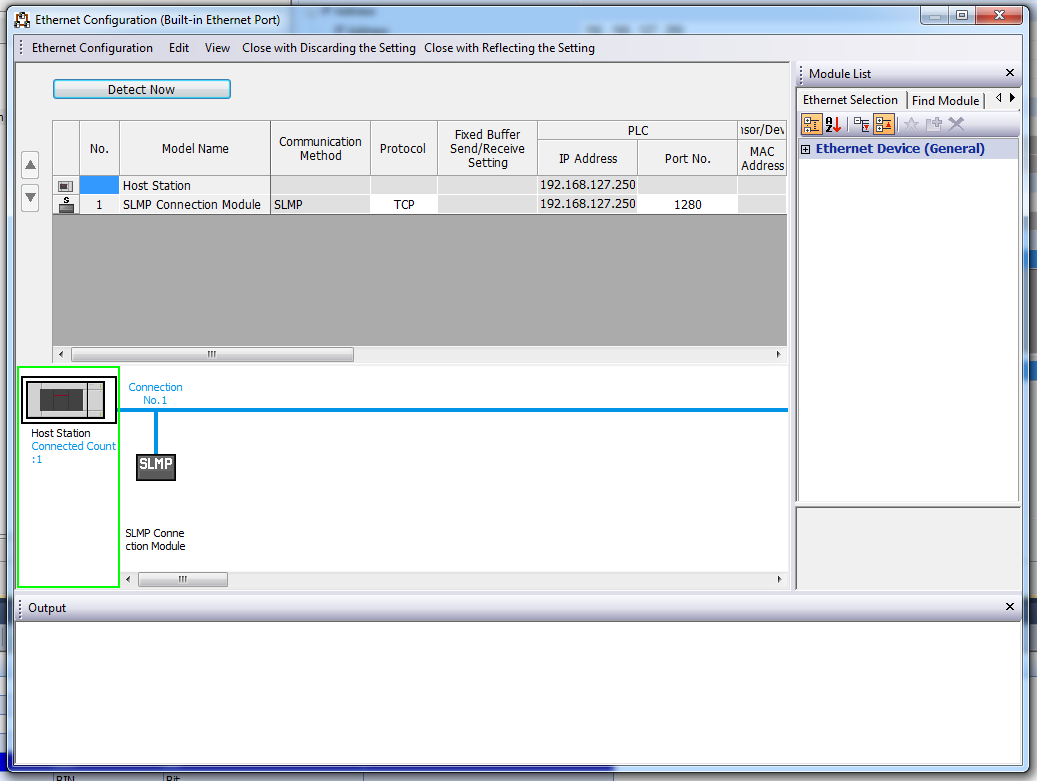 Ethernet Configuration (Built-in Ethernet Port)
Ethernet Configuration Edit View Close with Discarding the Setting Close with Reflecting the Setting
Detect Now
No.
Model Name
Communication
Method
Protocol
Fixed Buffer
Send/Receive
Setting
PLC
IP Address
Port No.
MAC
Address
Host Station
192.168.127.250
S
1 SLMP Connection Module SLMP TCP 192.168.127.250 1280
Host Station
Connected Count
:1
Connection
No.1
SLMP
SLMP Conne
ction Module
Module List
Ethernet Selection Find Module
Ethernet Device (General)
Output